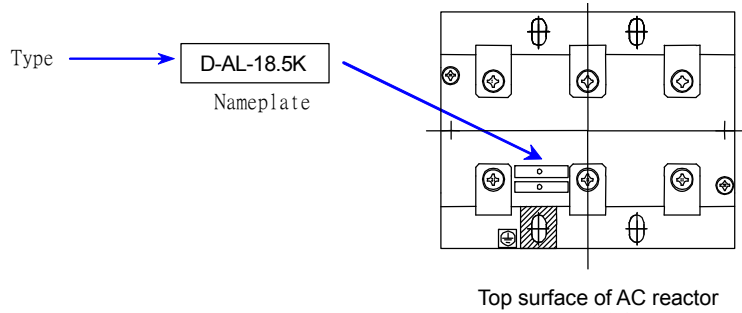 Type
D-AL-18.5K
Nameplate
Top surface of AC reactor